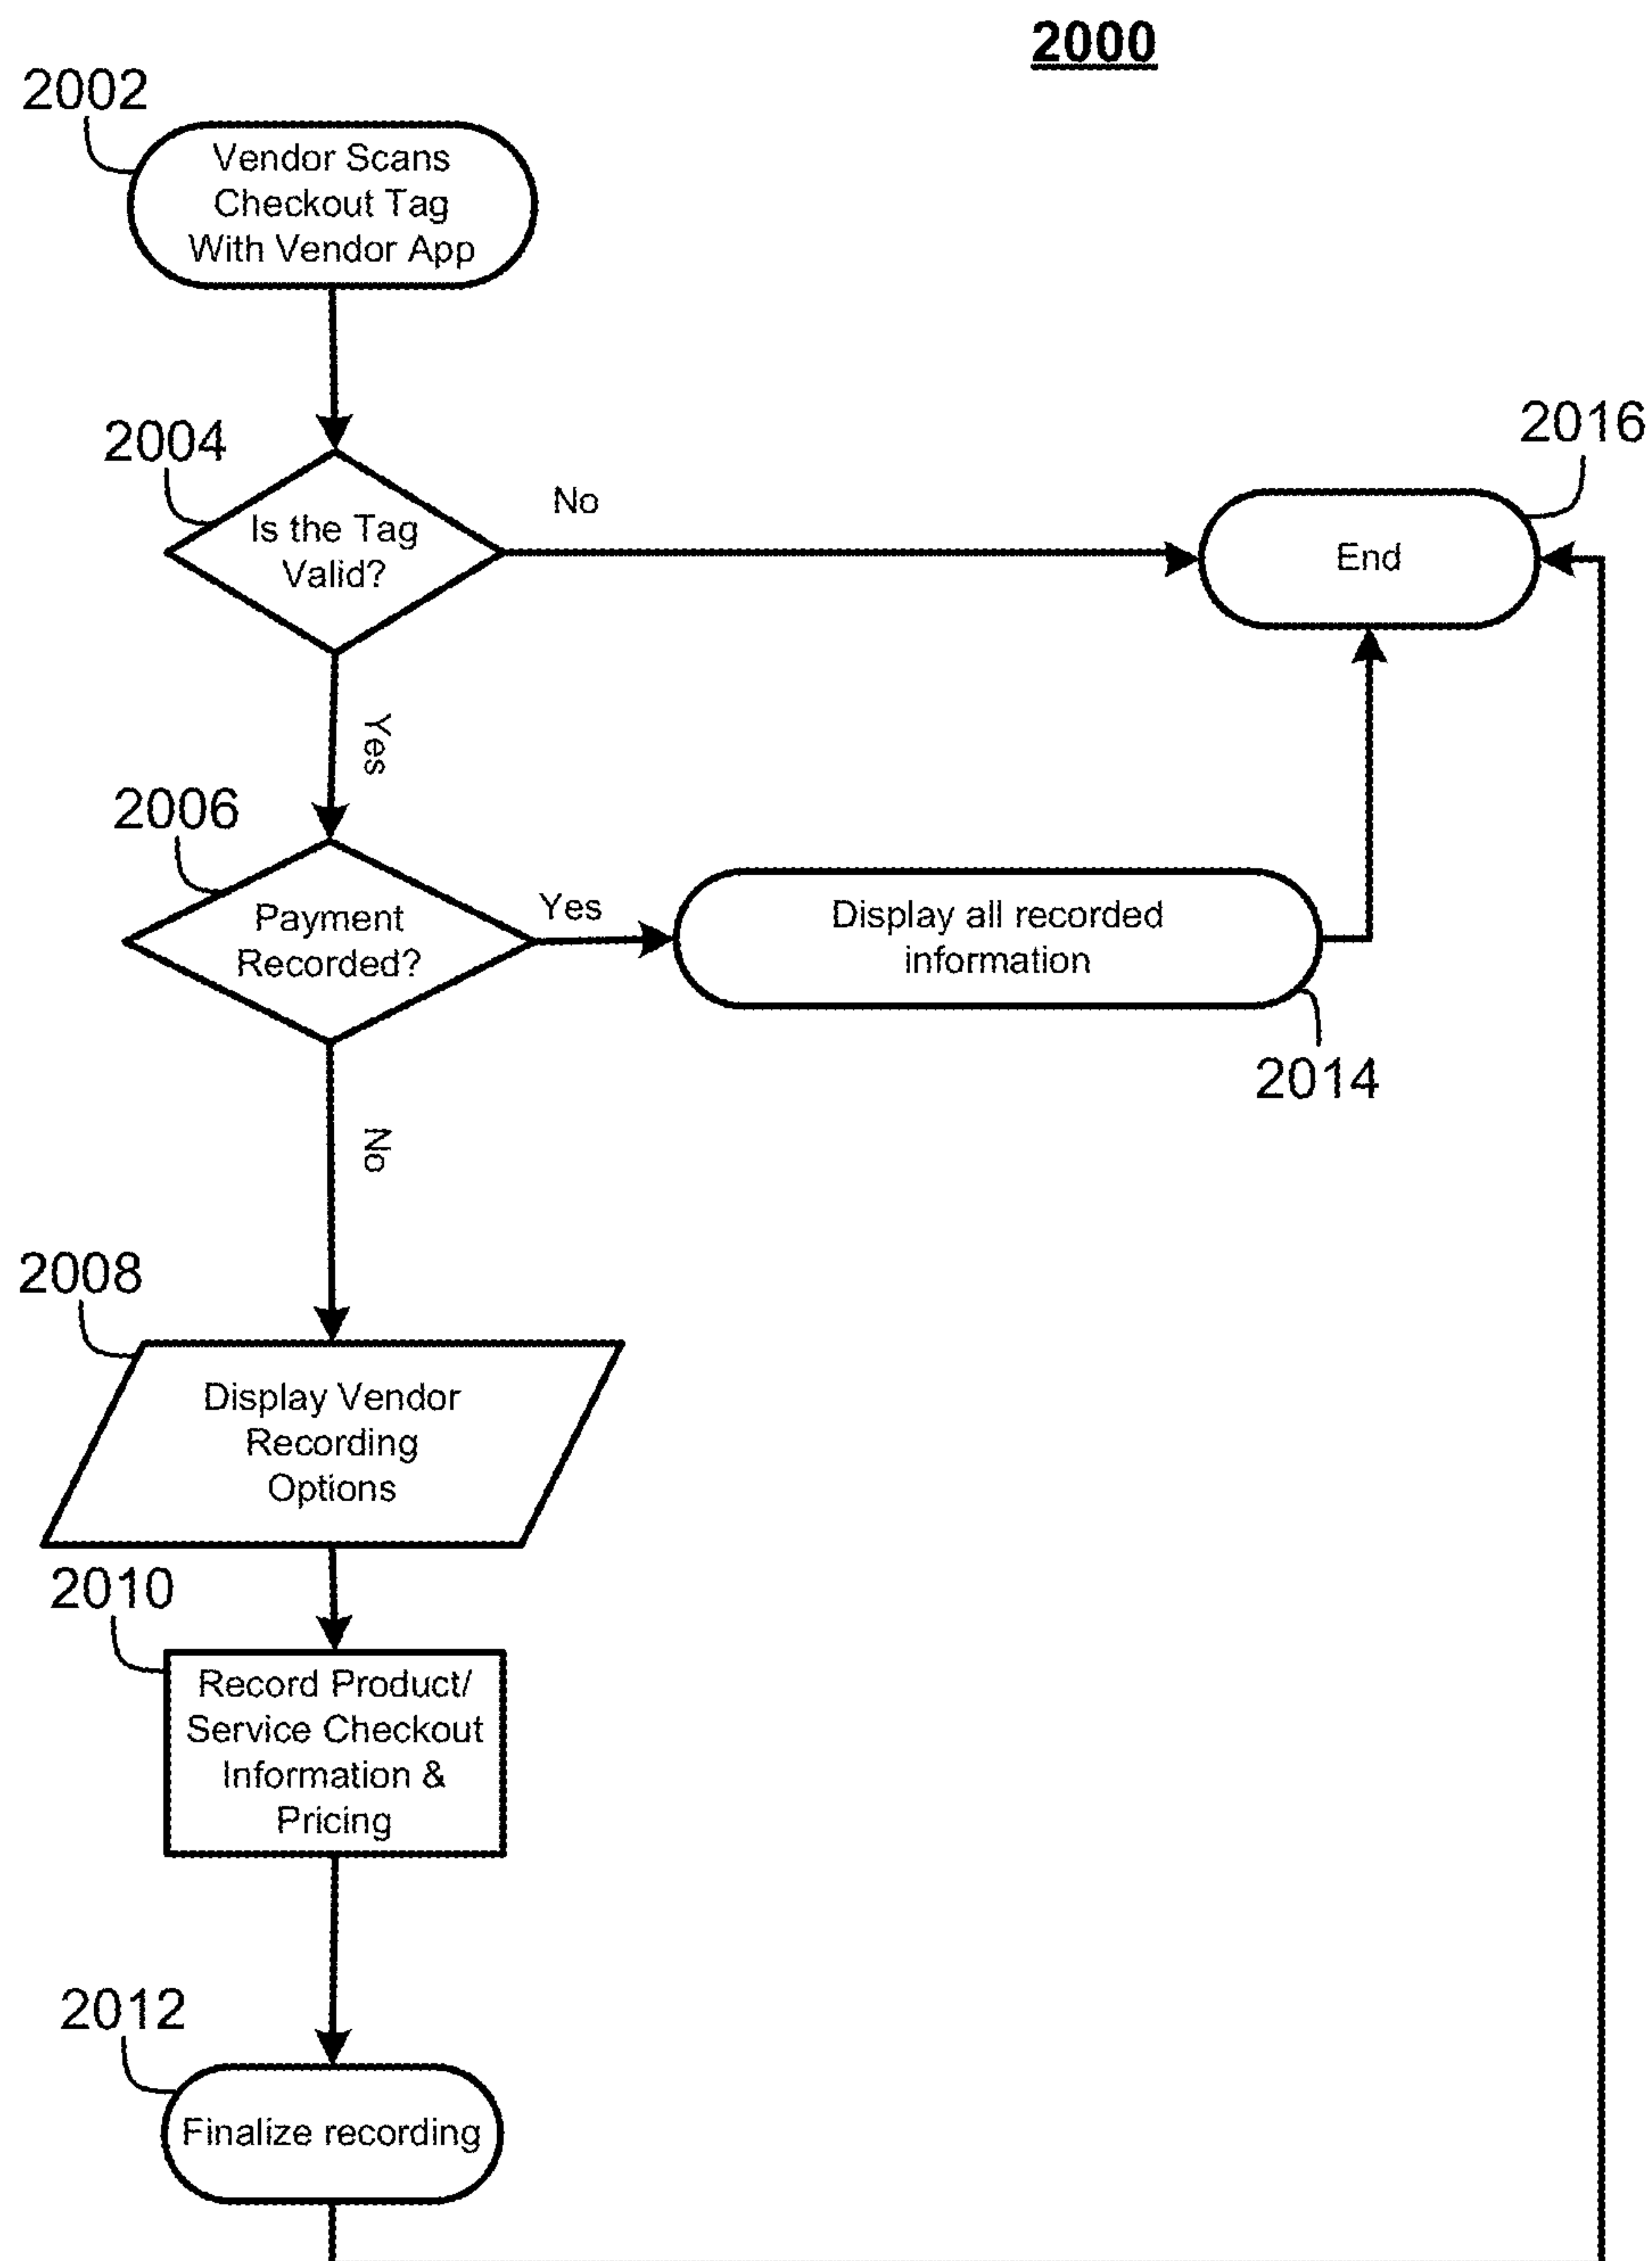 2000
2002
Vendor Scans
Checkout Tag
With Vendor App
2004
Is the Tag
Valid?
No
2016
End
Yes
2006
Payment
Recorded?
Yes
Display all recorded
information
2014
No
2008
Display Vendor
Recording
Options
2010
Record Product/
Service Checkout
Information &
Pricing
2012
Finalize recording